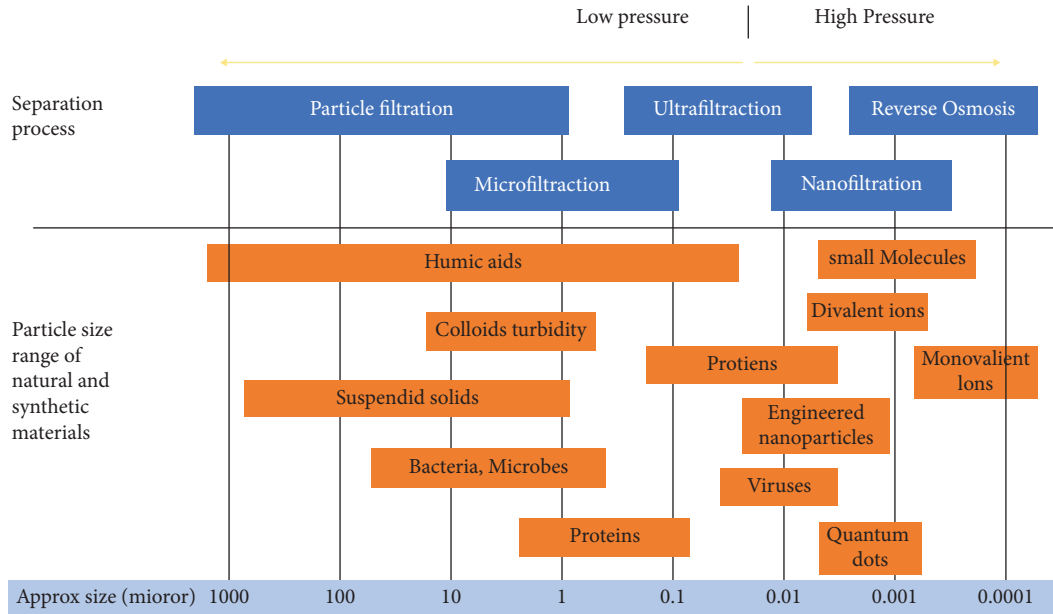 Low pressure
High Pressure
Separation
process
Particle filtration
Ultrafiltraction
Reverse Osmosis
Microfiltraction
Nanofiltration
Particle size
range of
natural and
synthetic
materials
Humic aids
small Molecules
Divalent ions
Colloids turbidity
Protiens
Monovalient
Ions
Suspendid solids
Engineered
nanoparticles
Bacteria, Microbes
Viruses
Proteins
Quantum
dots
Approx size (mioror) 1000 100 10 1 0.1 0.01 0.001 0.0001